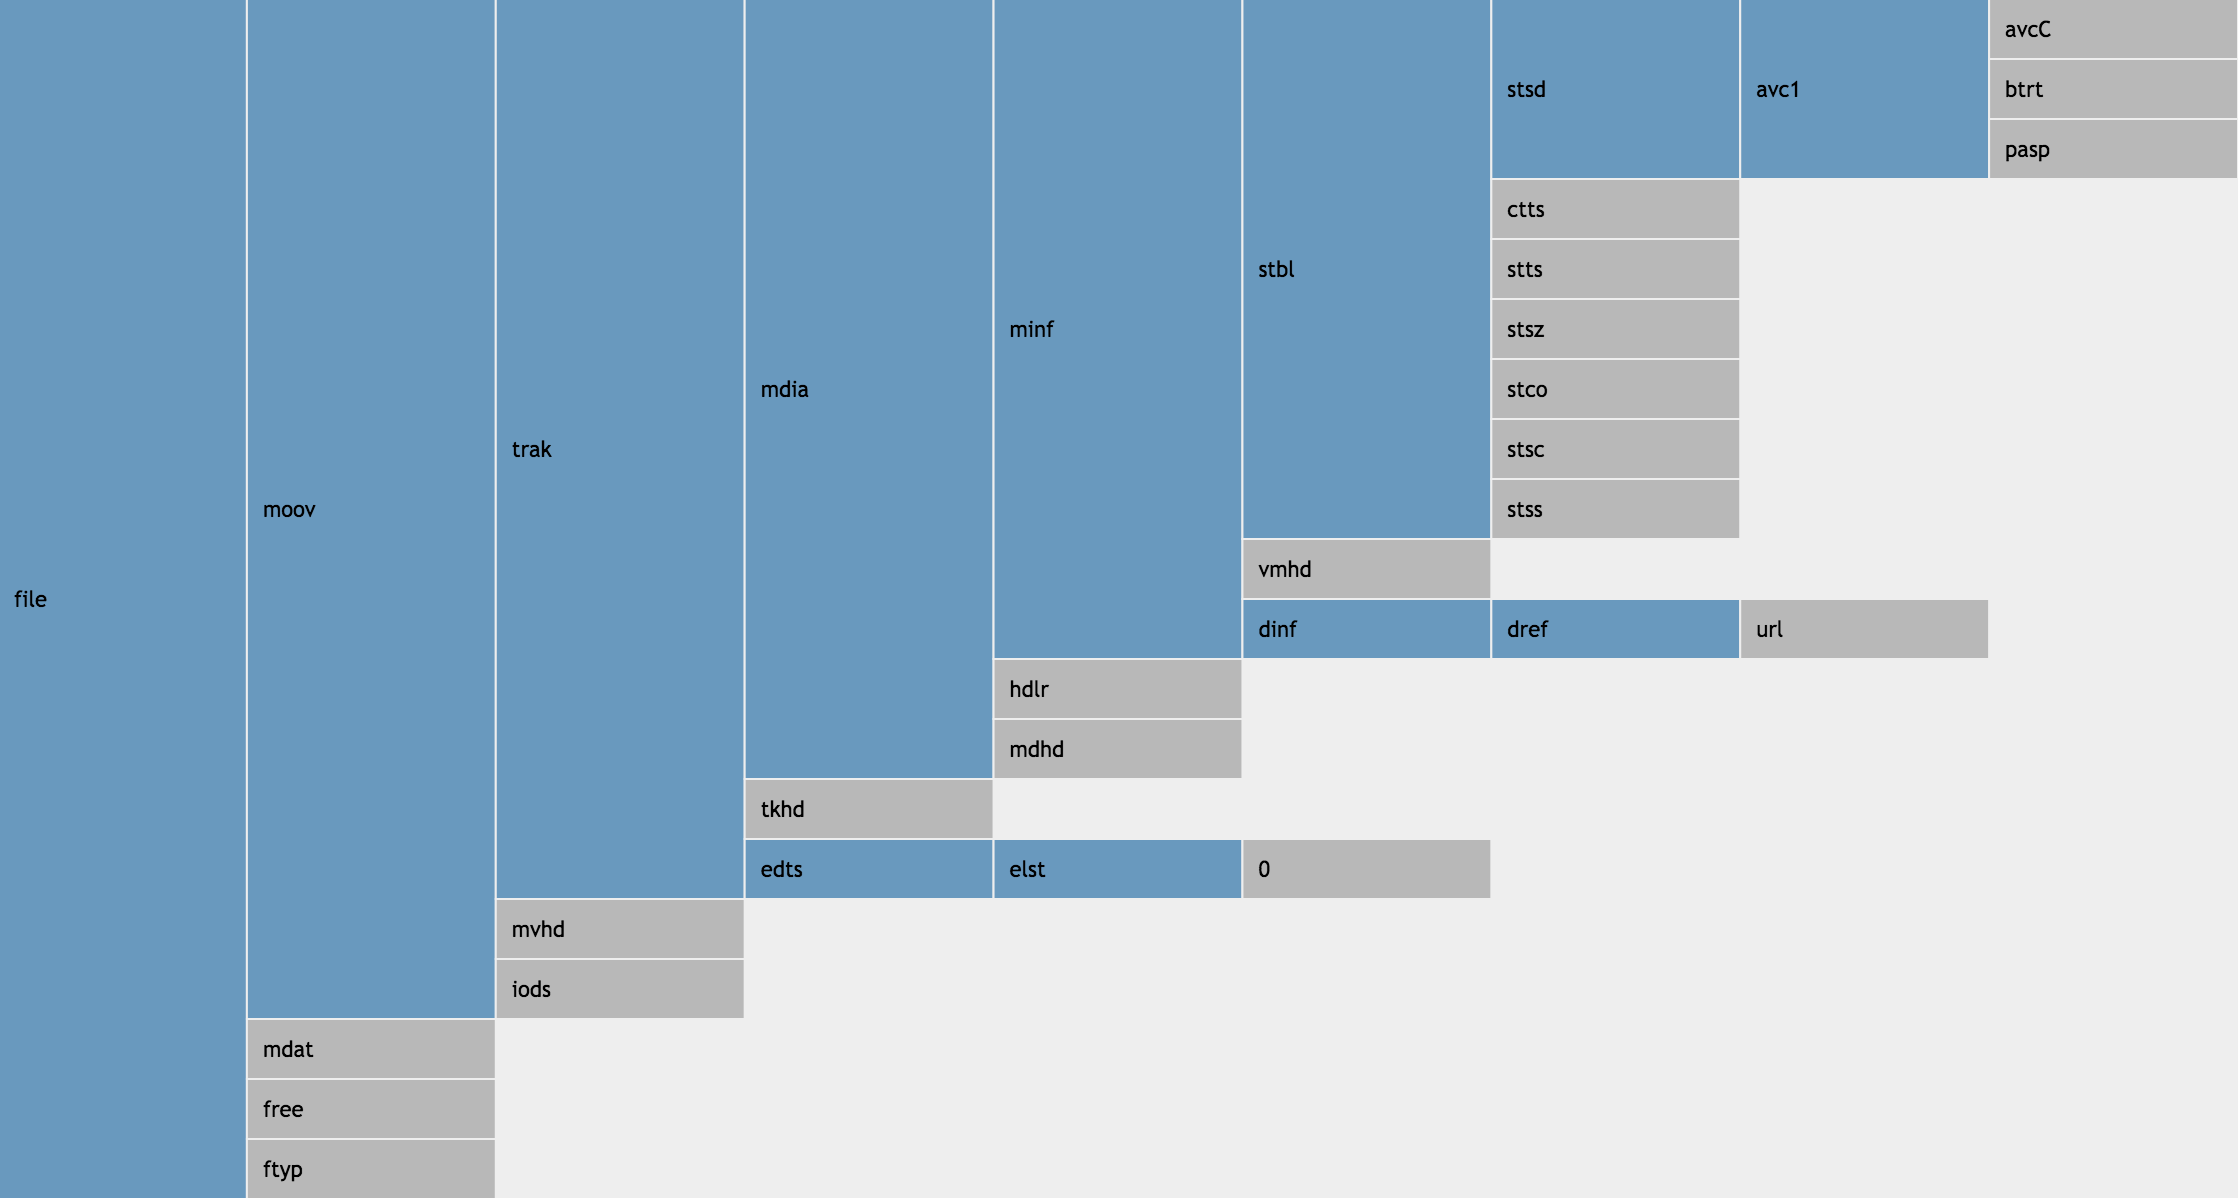 avcC
btrt
stsd
avc1
pasp
ctts
stts
stbl
stsz
minf
stco
mdia
stsc
trak
stss
moov
vmhd
file
dinf
dref
url
hdlr
mdhd
tkhd
edts
elst
0
mvhd
iods
mdat
free
ftyp